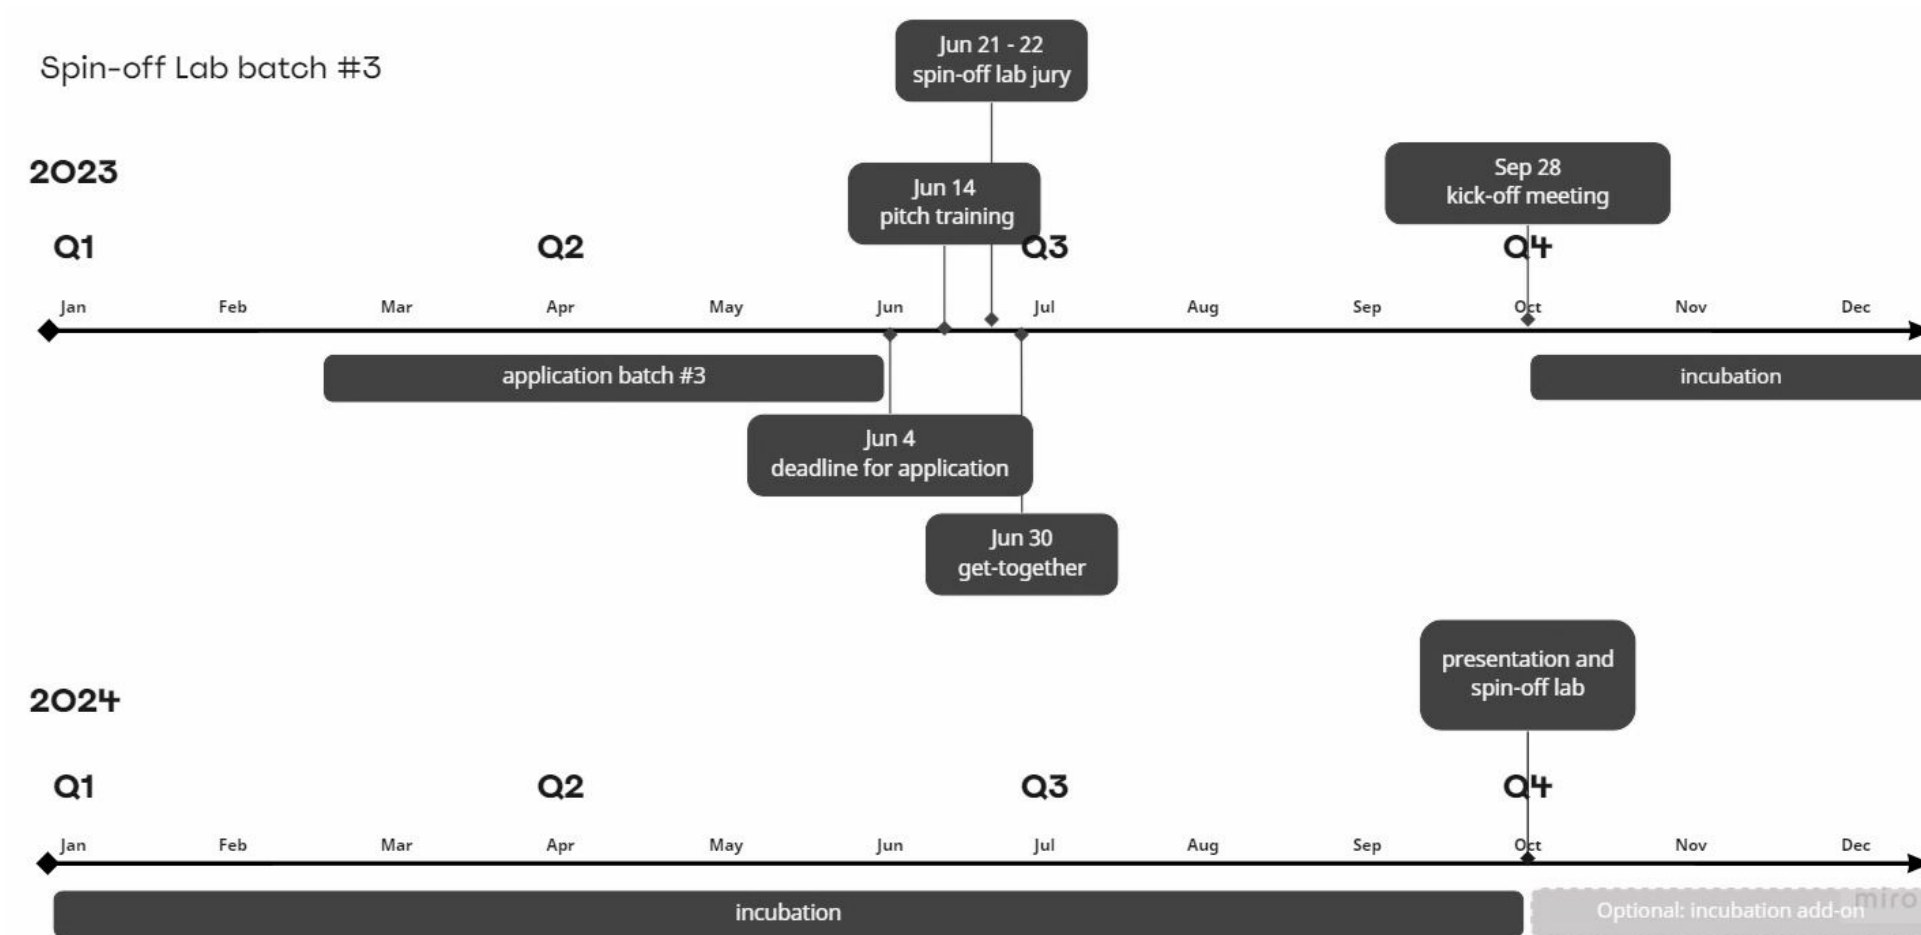 Spin-off Lab batch #3
Jun 21 - 22
spin-off lab jury
2023
Jun 14
pitch training
Sep 28
kick-off meeting
Q1 Q2 Q3 Q4
Jan Feb Mar Apr May Jun Jul Aug Sep Oct Nov Dec
application batch #3
incubation
Jun 4
deadline for application
Jun 30
get-together
presentation and
spin-off lab
2024
Q1 Q2 Q3 Q4
Jan Feb Mar Apr May Jun Jul Aug Sep Oct Nov Dec
incubation
Optional: incubation add-on
miro